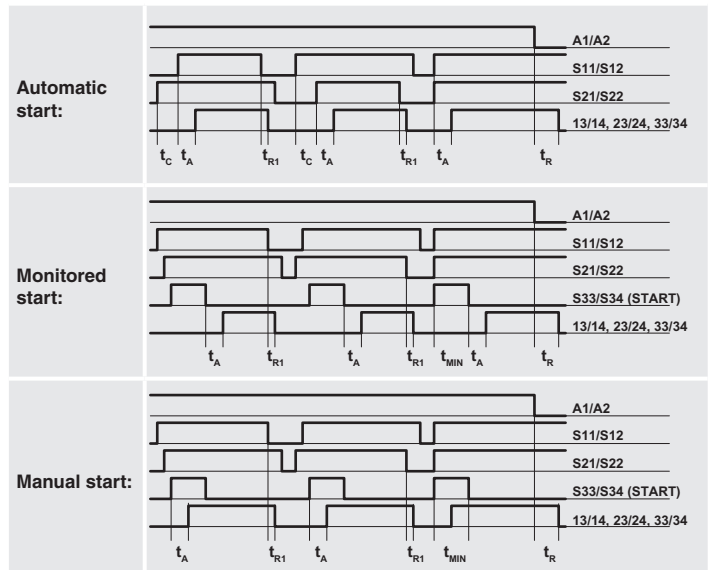 Automatic
start:
A1/A2
S11/S12
S21/S22
13/14, 23/24, 33/34
tC tA tR1 tC tA tR1 tA tR
Monitored
start:
A1/A2
S11/S12
S21/S22
S33/S34 (START)
13/14, 23/24, 33/34
tA tR1 tA tR1 tMIN tA tR
Manual start:
A1/A2
S11/S12
S21/S22
S33/S34 (START)
13/14, 23/24, 33/34
tA tR1 tA tR1 tMIN tR